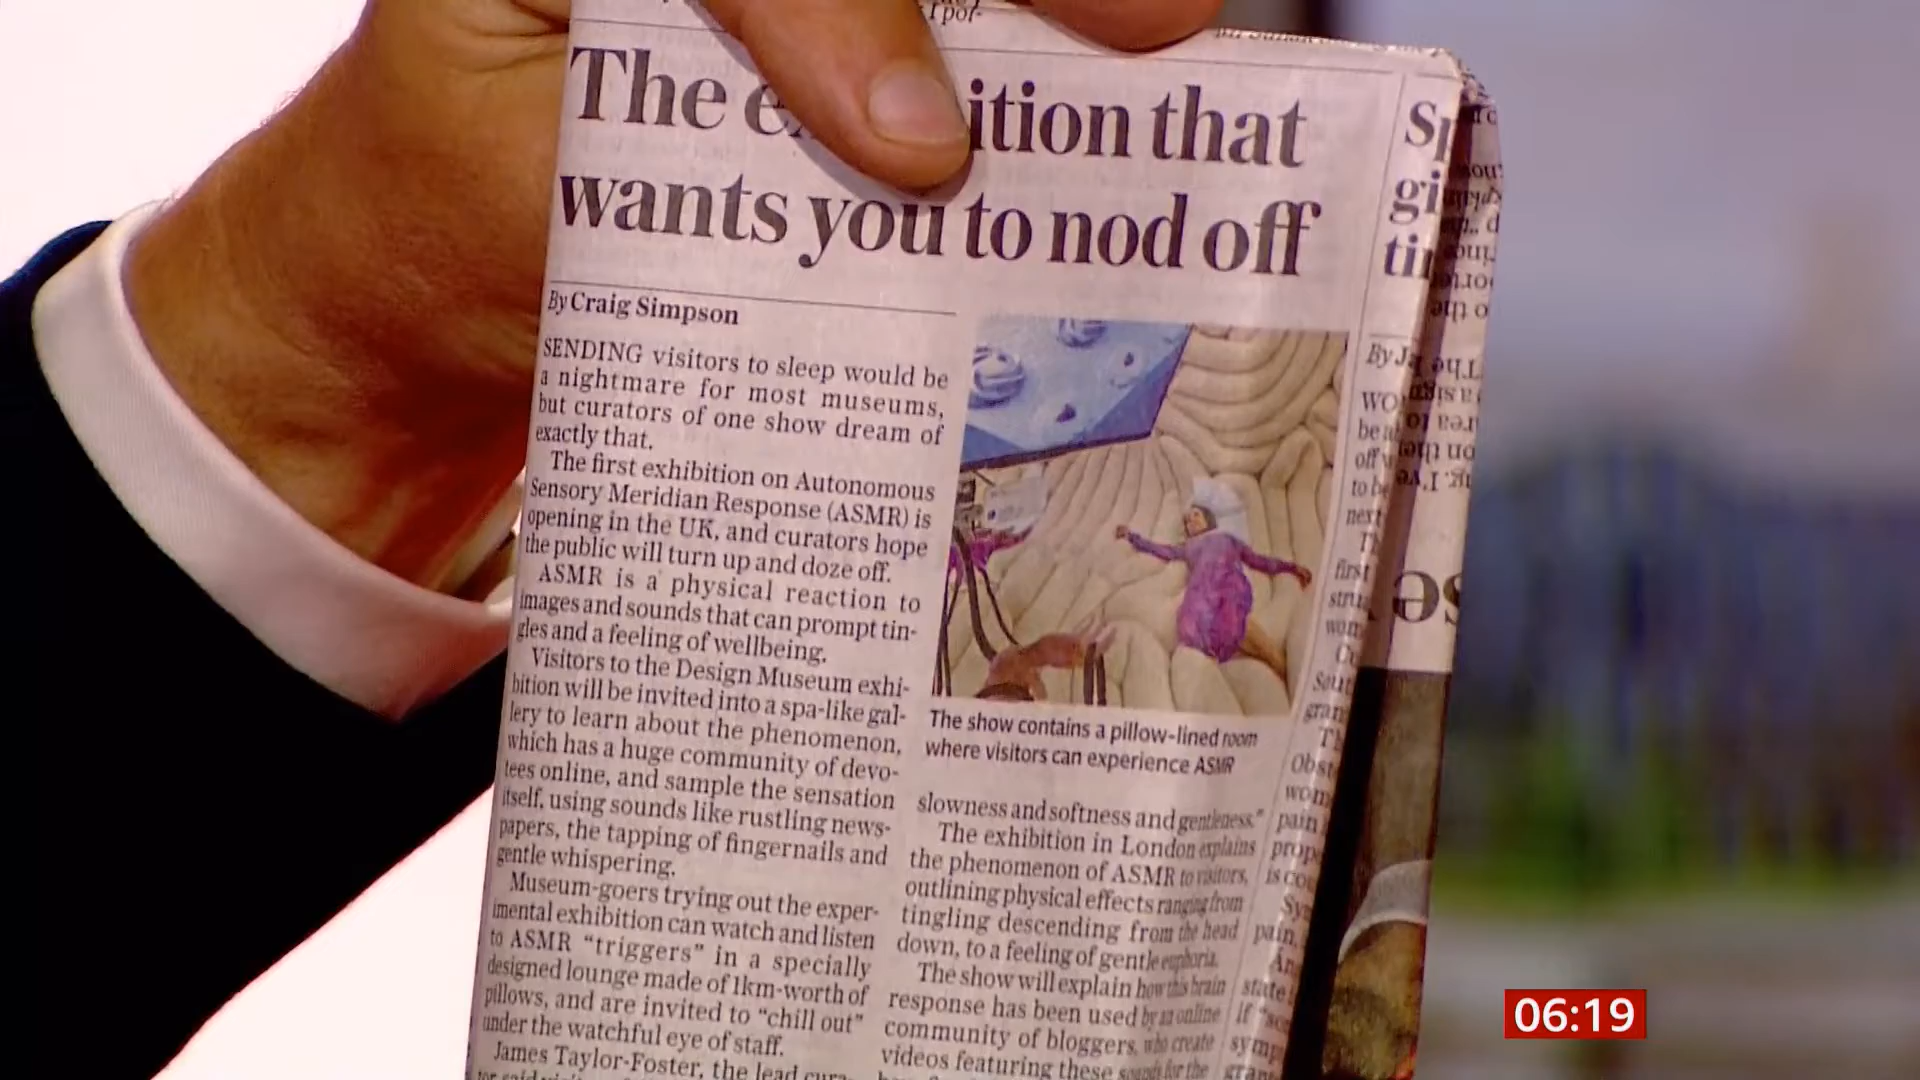 The ition that
wants you to nod off
By Craig Simpson
SENDING visitors to sleep would be
a nightmare for most museums,
but curators of one show dream of
exactly that.
The first exhibition on Autonomous
Sensory Meridian Response (ASMR) is
opening in the UK, and curators hope
the public will turn up and doze off.
ASMR is a physical reaction to
images and sounds that can prompt tin-
gles and a feeling of wellbeing.
Visitors to the Design Museum exhi-
bition will be invited into a spa-like gal-
lery to learn about the phenomenon,
which has a huge community of devo-
tees online, and sample the sensation
itself, using sounds like rustling news-
papers, the tapping of fingernails and
gentle whispering.
Museum-goers trying out the exper-
imental exhibition can watch and listen
to ASMR “triggers” in a specially
designed lounge made of 1km-worth of
pillows, and are invited to “chill out”
under the watchful eye of staff.
James Taylor-Foster, the lead cura-
The show contains a pillow-lined room
where visitors can experience ASMR
slowness and softness and gentleness.”
The exhibition in London explains
the phenomenon of ASMR to visitors,
outlining physical effects ranging from
tingling descending from the head
down, to a feeling of gentle euphoria.
The show will explain how this brain
response has been used by an online
community of bloggers, who create
videos featuring these sounds for the
By
first
pain
pain,
06:19